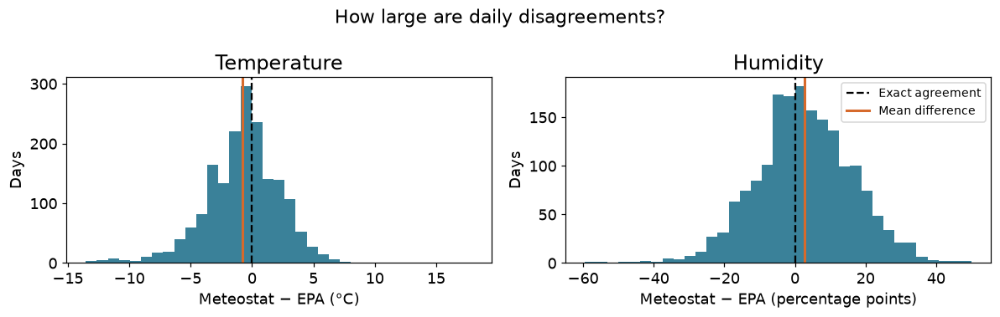 How large are daily disagreements?
Temperature
Days
300
200
100
0
−15 −10 −5 0 5 10 15
Meteostat − EPA (°C)
Humidity
Exact agreement
Mean difference
Days
150
100
50
0
−60 −40 −20 0 20 40
Meteostat − EPA (percentage points)